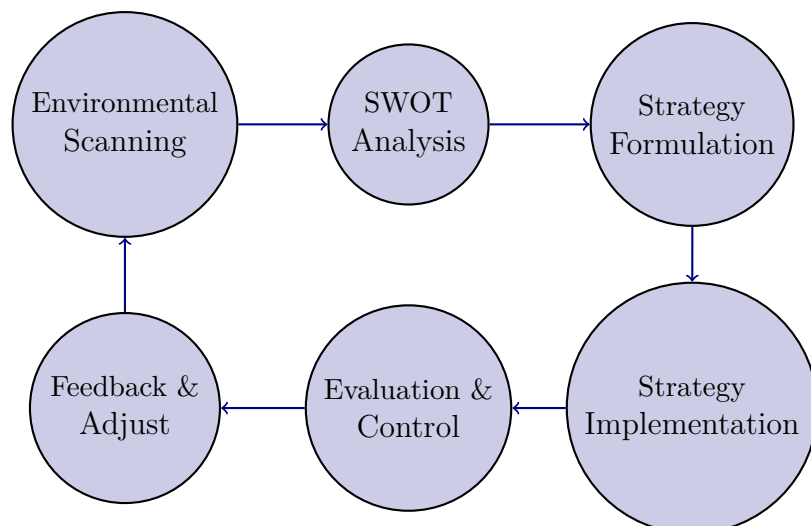 Environmental
Scanning
SWOT
Analysis
Strategy
Formulation
Strategy
Implementation
Evaluation &
Control
Feedback &
Adjust